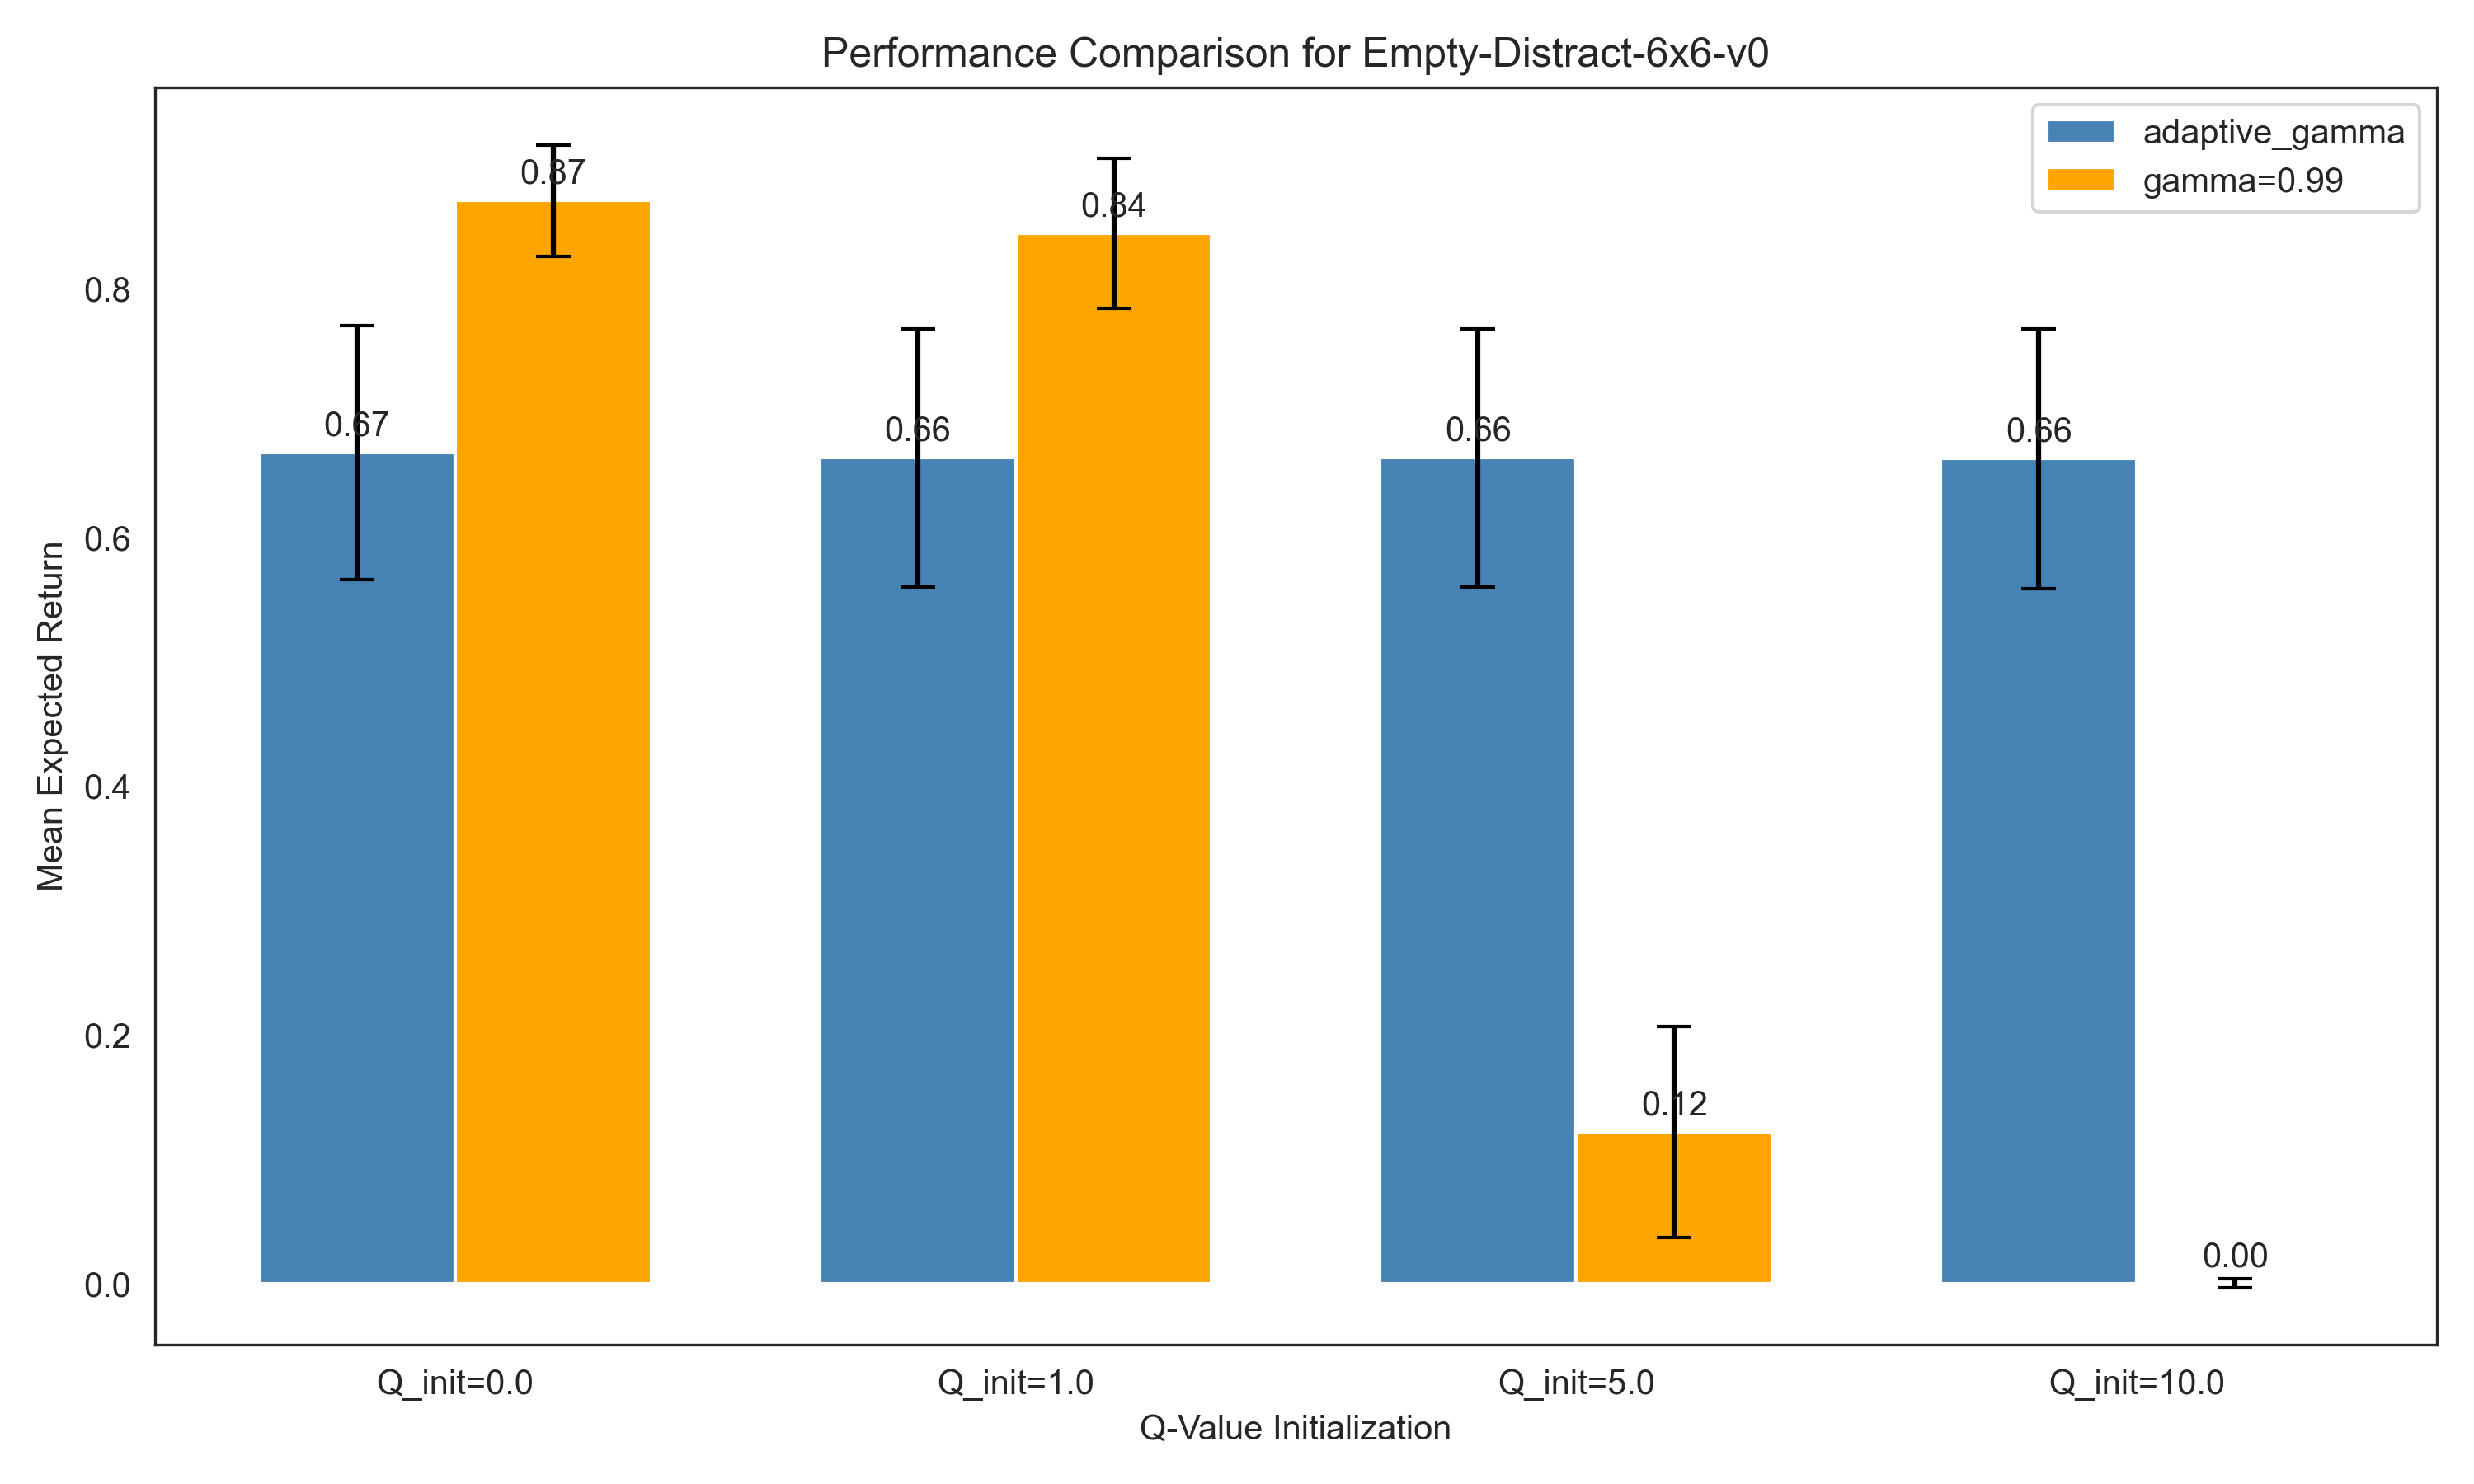 Performance Comparison for Empty-Distract-6x6-v0
adaptive_gamma
gamma=0.99
Mean Expected Return
0.8
0.6
0.4
0.2
0.0
0.67
0.87
0.66
0.84
0.66
0.12
0.66
0.00
Q_init=0.0
Q_init=1.0
Q_init=5.0
Q_init=10.0
Q-Value Initialization